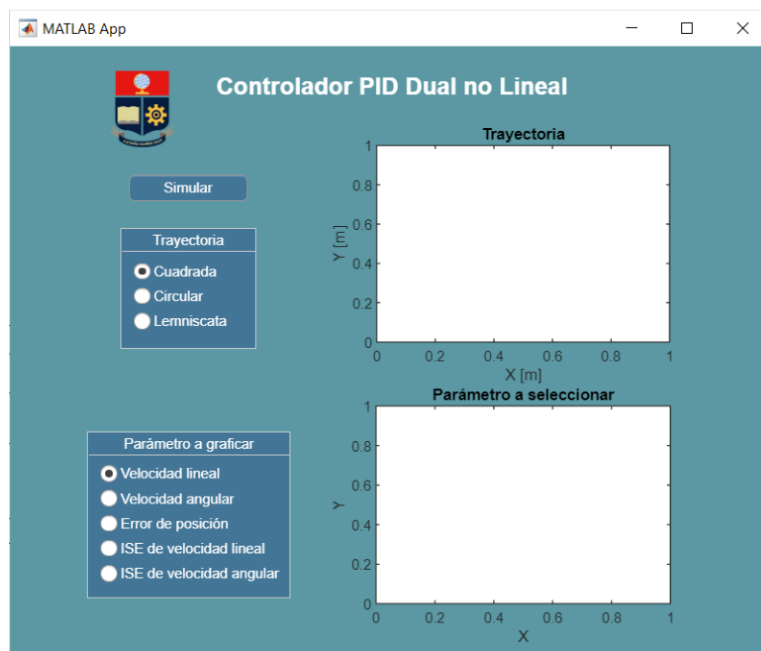 MATLAB App
Controlador PID Dual no Lineal
Simular
Trayectoria
Cuadrada
Circular
Lemniscata
Trayectoria
1
0.8
0.6
0.4
0.2
0
Y [m]
0 0.2 0.4 0.6 0.8 1
X [m]
Parámetro a graficar
Velocidad lineal
Velocidad angular
Error de posición
ISE de velocidad lineal
ISE de velocidad angular
Parámetro a seleccionar
1
0.8
0.6
0.4
0.2
0
Y
0 0.2 0.4 0.6 0.8 1
X